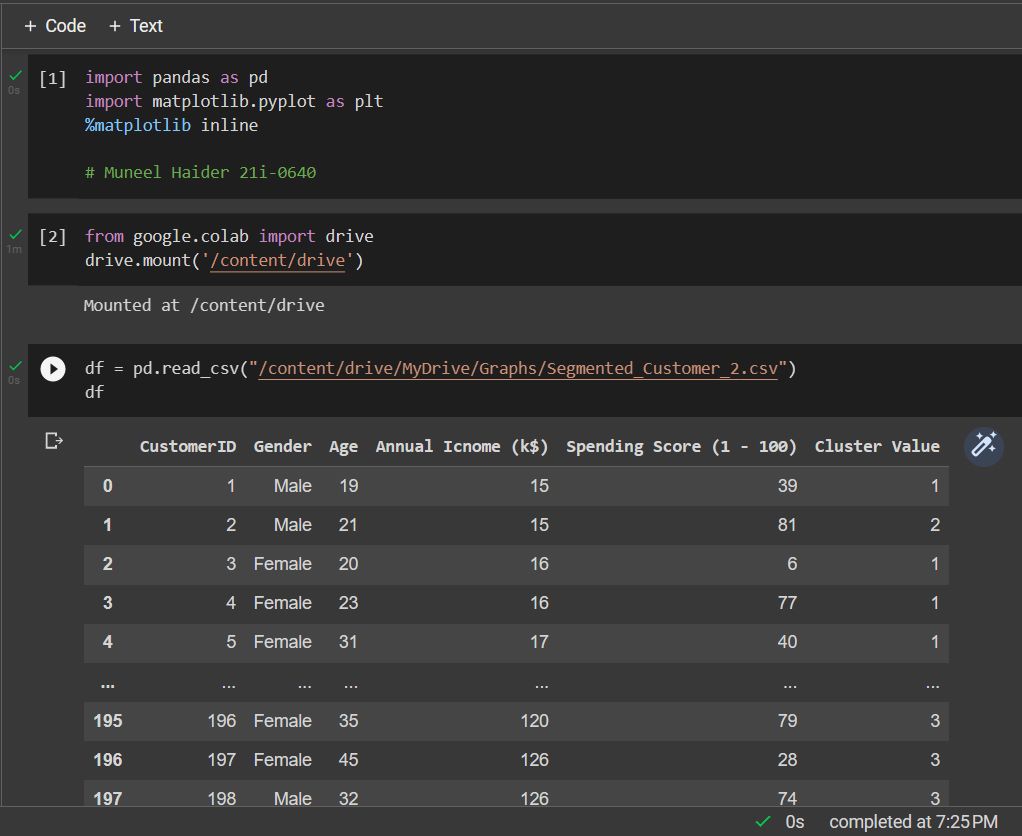 + Code + Text
0s
[1]
import pandas as pd
import matplotlib.pyplot as plt
%matplotlib inline
# Muneel Haider 21i-0640
1m
[2]
from google.colab import drive
drive.mount('/content/drive')
Mounted at /content/drive
0s
df = pd.read_csv("/content/drive/MyDrive/Graphs/Segmented_Customer_2.csv")
df
CustomerID Gender Age Annual Icnome (k$) Spending Score (1 - 100) Cluster Value
0 1 Male 19 15 39 1
1 2 Male 21 15 81 2
2 3 Female 20 16 6 1
3 4 Female 23 16 77 1
4 5 Female 31 17 40 1
... ... ... ... ... ... ...
195 196 Female 35 120 79 3
196 197 Female 45 126 28 3
197 198 Male 32 126 74 3
0s completed at 7:25 PM